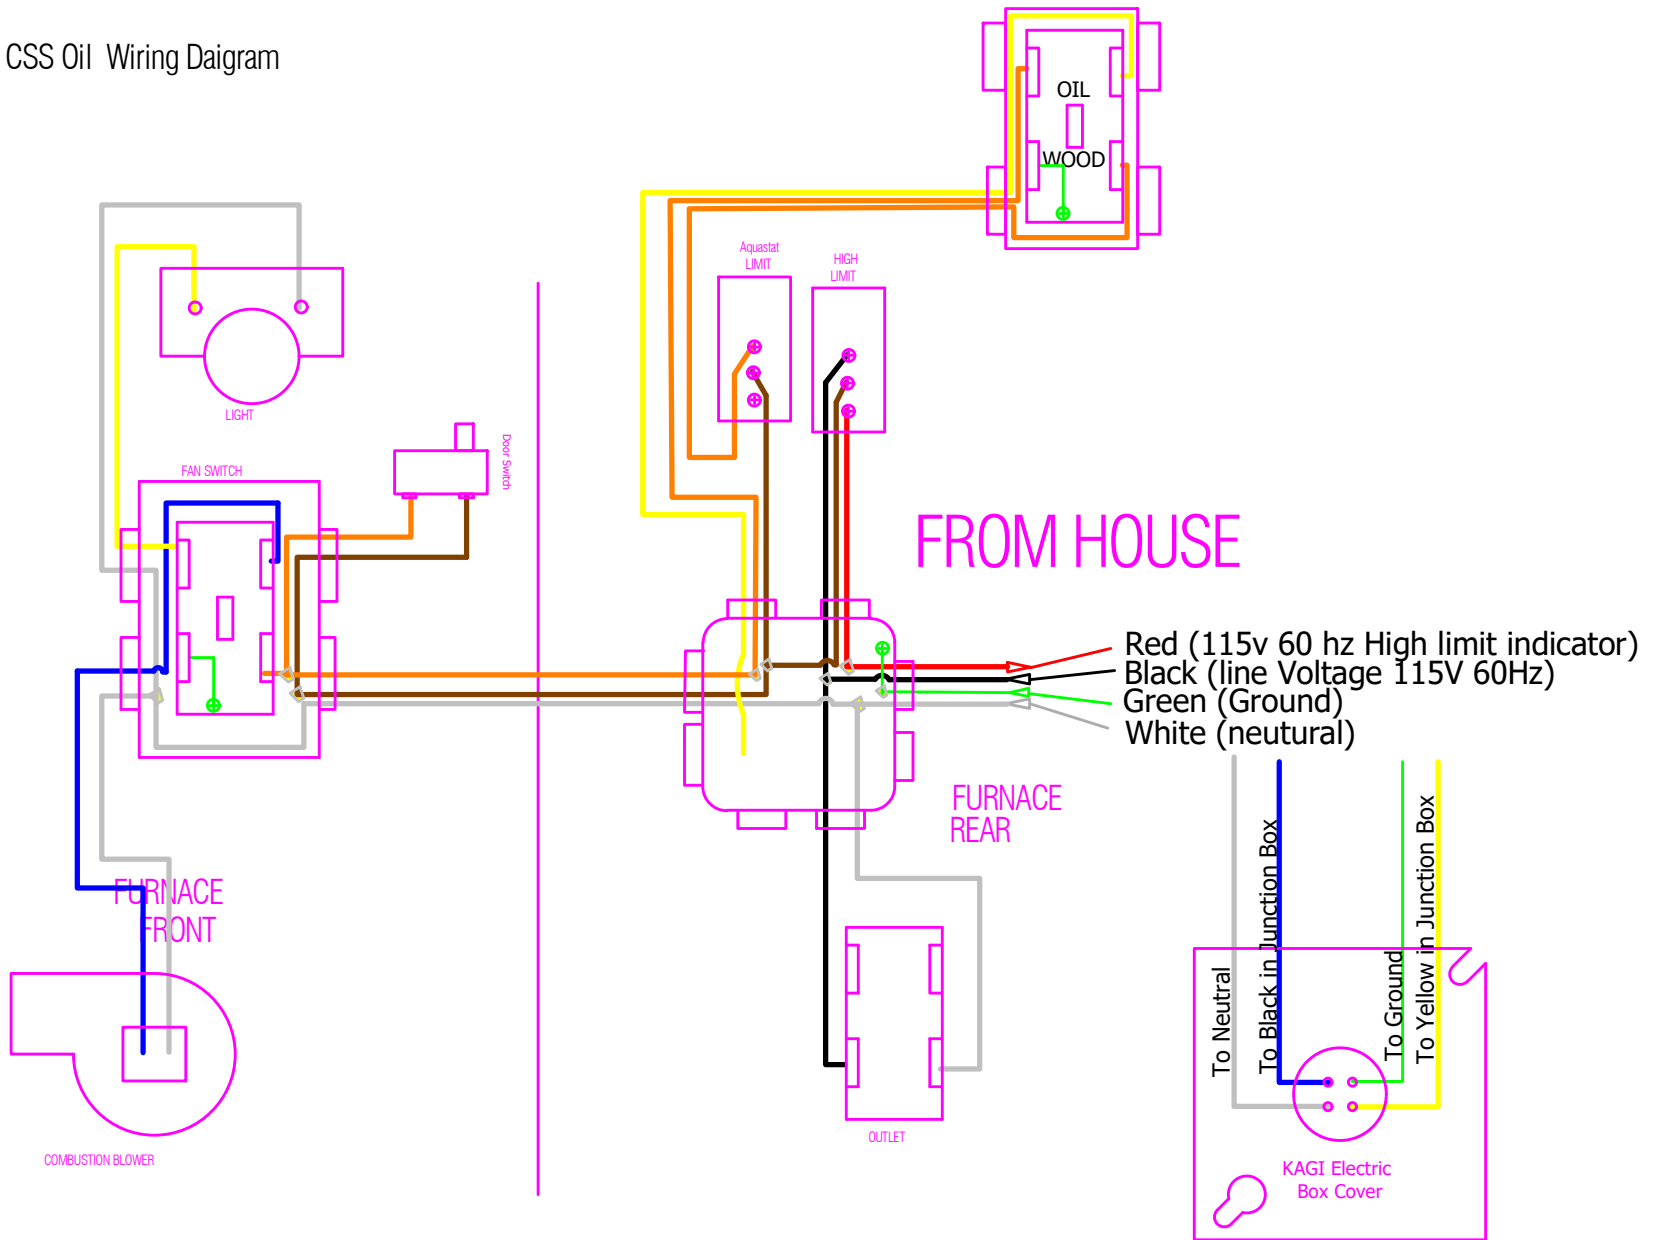 CSS Oil  Wiring Daigram
OIL
WOOD
Aquastat
LIMIT
HIGH
LIMIT
LIGHT
Door Switch
FAN SWITCH
FROM HOUSE
Red (115v 60 hz High limit indicator)
Black (line Voltage 115V 60Hz)
Green (Ground)
White (neutural)
FURNACE
REAR
FURNACE
FRONT
To Neutral
To Black in Junction Box
To Ground
To Yellow in Junction Box
OUTLET
COMBUSTION BLOWER
KAGI Electric
Box Cover